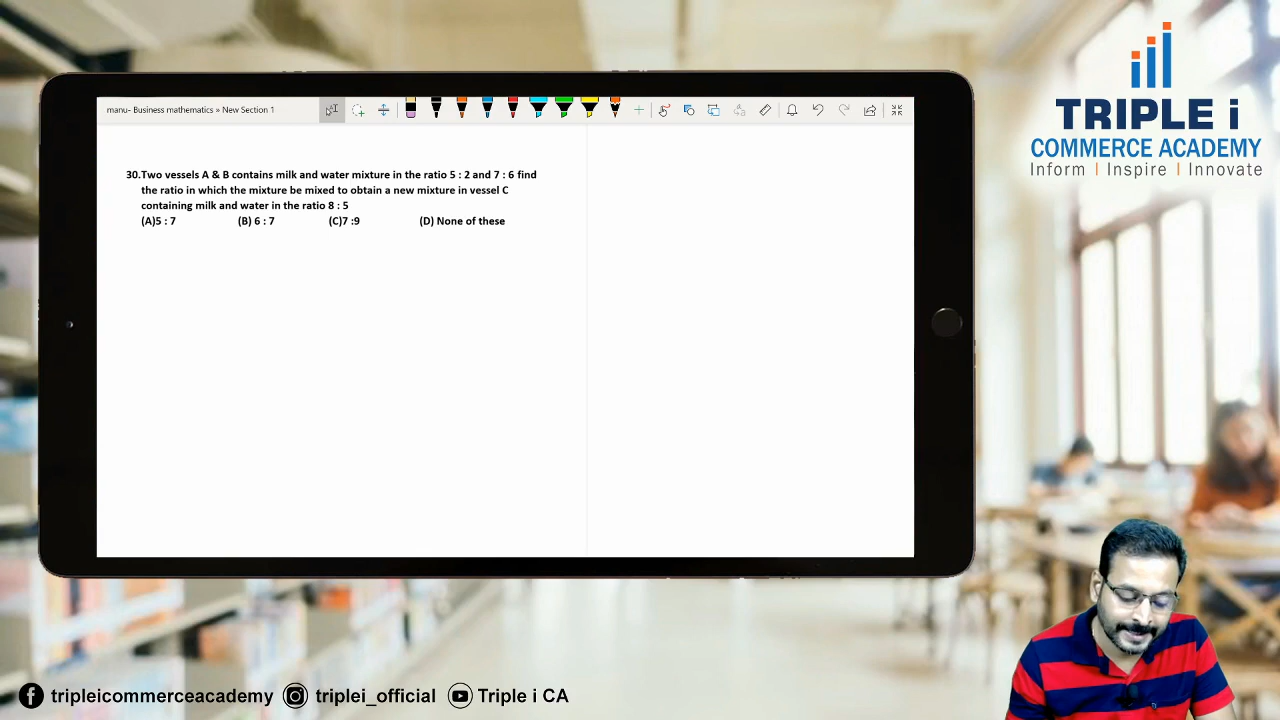 TRIPLE i
COMMERCE ACADEMY
Inform | Inspire | Innovate
manu- Business mathematics » New Section 1
30.Two vessels A & B contains milk and water mixture in the ratio 5 : 2 and 7 : 6 find
the ratio in which the mixture be mixed to obtain a new mixture in vessel C
containing milk and water in the ratio 8 : 5
(A)5 : 7 (B) 6 : 7 (C)7 :9 (D) None of these
tripleicommerceacademy triplei_official Triple i CA